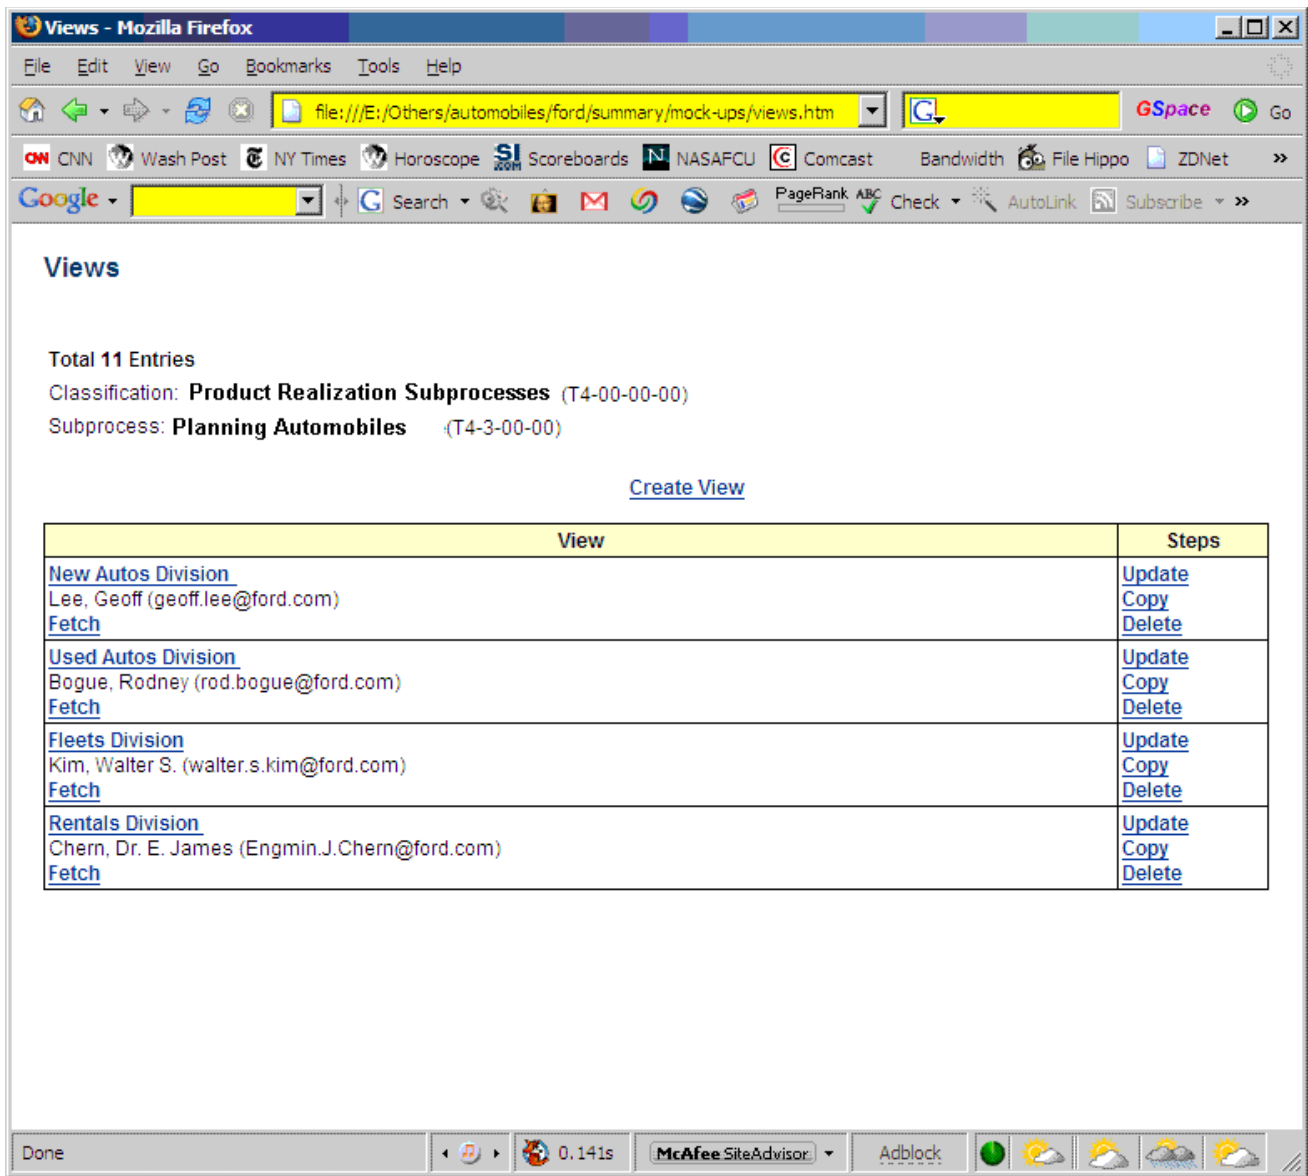 Views - Mozilla Firefox
File Edit View Go Bookmarks Tools Help
file:///E:/Others/automobiles/ford/summary/mock-ups/views.htm G GSpace Go
CNN CNN Wash Post NY Times Horoscope SI.COM Scoreboards N NASAFCU C Comcast Bandwidth File Hippo ZDNet »
Google G Search PageRank ABC Check AutoLink Subscribe »
Views
Total 11 Entries
Classification: Product Realization Subprocesses (T4-00-00-00)
Subprocess: Planning Automobiles (T4-3-00-00)
Create View
View Steps
New Autos Division Update
Lee, Geoff (geoff.lee@ford.com) Copy
Fetch Delete
Used Autos Division Update
Bogue, Rodney (rod.bogue@ford.com) Copy
Fetch Delete
Fleets Division Update
Kim, Walter S. (walter.s.kim@ford.com) Copy
Fetch Delete
Rentals Division Update
Chern, Dr. E. James (Engmin.J.Chern@ford.com) Copy
Fetch Delete
Done 0.141s McAfee SiteAdvisor Adblock